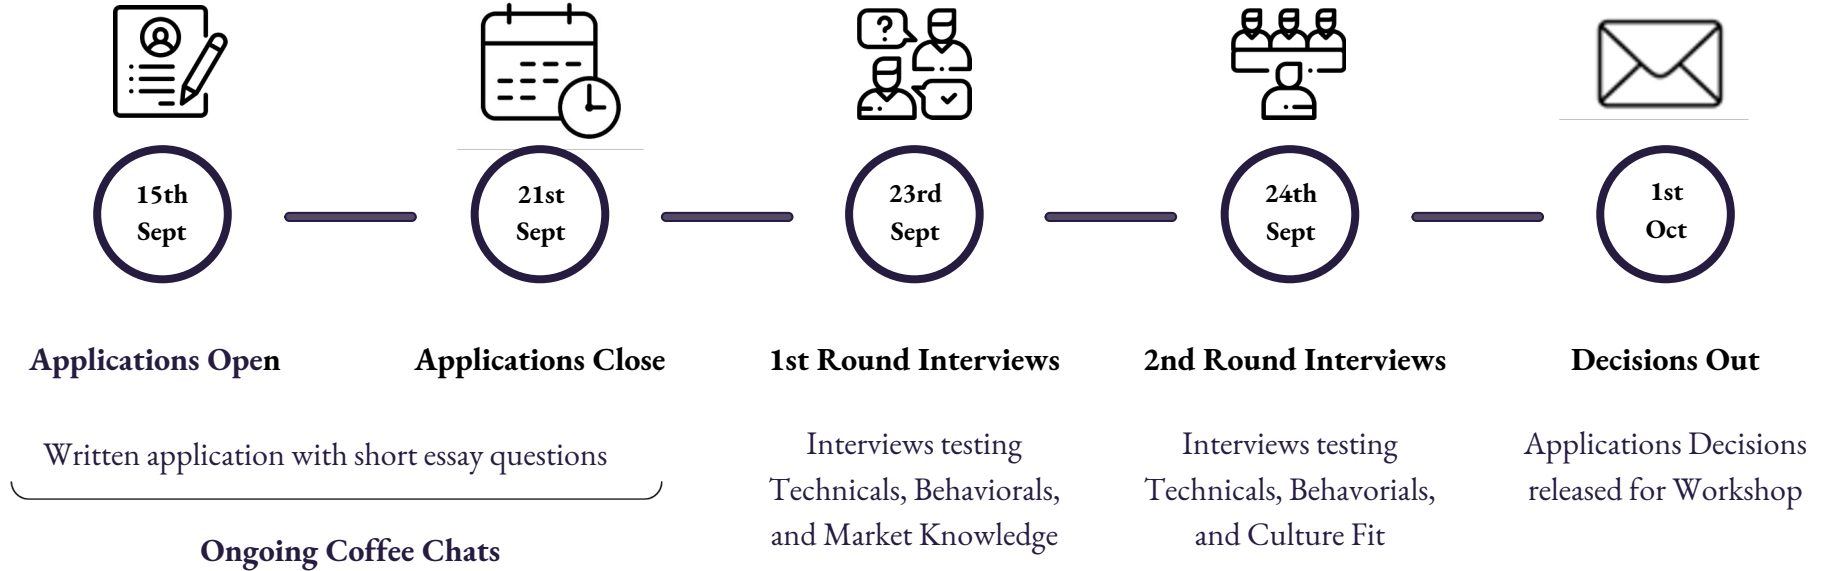 15th
Sept
21st
Sept
23rd
Sept
24th
Sept
1st
Oct
Applications Open
Applications Close
1st Round Interviews
2nd Round Interviews
Decisions Out
Written application with short essay questions
Ongoing Coffee Chats
Interviews testing
Technicals, Behaviorals,
and Market Knowledge
Interviews testing
Technicals, Behavorials,
and Culture Fit
Applications Decisions
released for Workshop